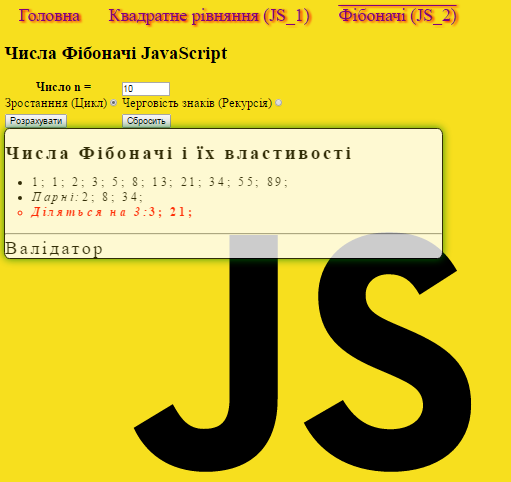 Головна Квадратне рівняння (JS_1) Фібоначі (JS_2)
Числа Фібоначі JavaScript
Число n = 10
Зростанння (Цикл) Черговість знаків (Рекурсія)
Розрахувати Сбросить
Числа Фібоначі і їх властивості
1; 1; 2; 3; 5; 8; 13; 21; 34; 55; 89;
Парні:2; 8; 34;
Діляться на 3:3; 21;
Валідатор
JS